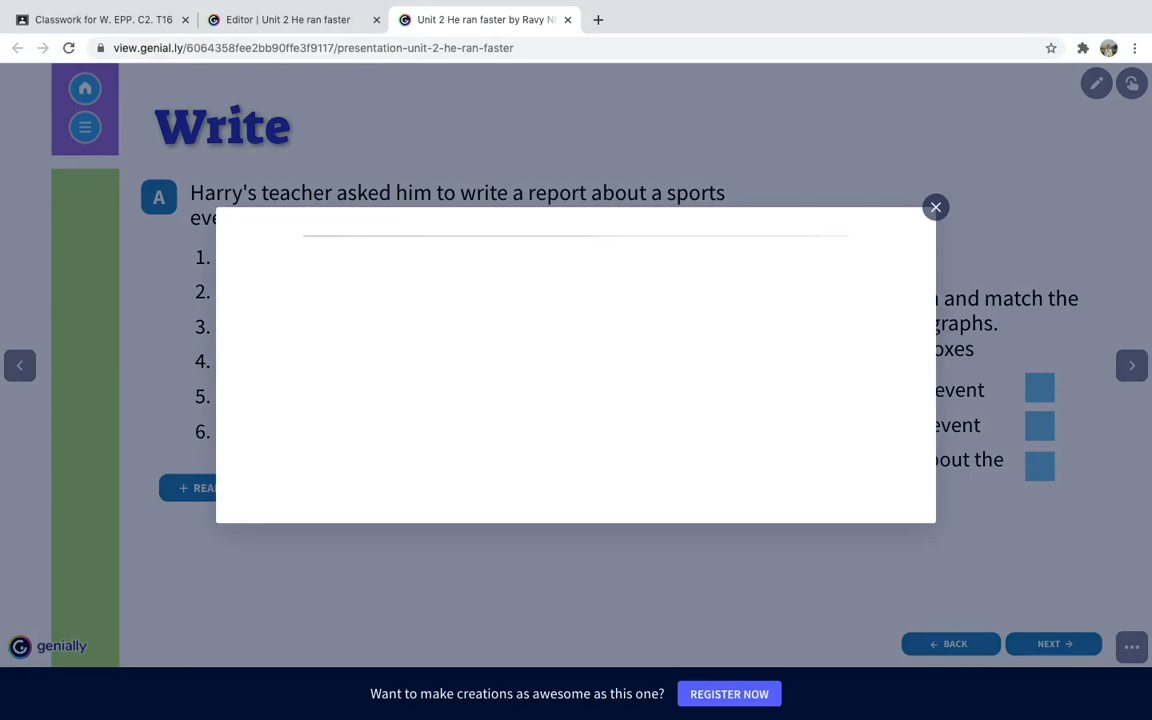 Classwork for W. EPP. C2. T16
Editor | Unit 2 He ran faster
Unit 2 He ran faster by Ravy
view.genial.ly/6064358fee2bb90ffe3f9117/presentation-unit-2-he-ran-faster
Write
A
Harry's teacher asked him to write a report about a sports
1.
2.
3.
4.
5.
6.
and match the
graphs.
oxes
event
event
out the
+ REA
genially
← BACK
NEXT →
Want to make creations as awesome as this one?
REGISTER NOW